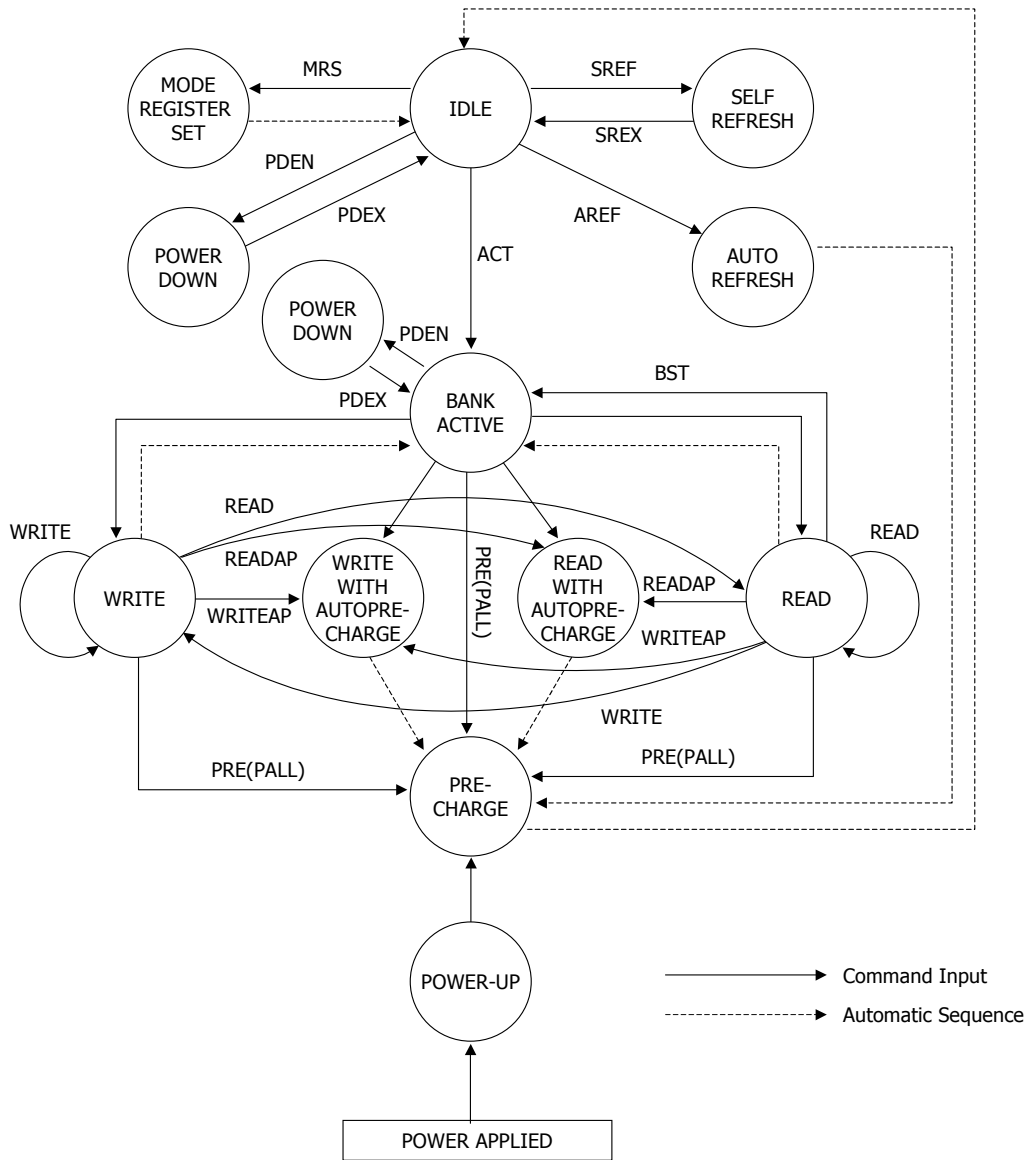 MRS
SREF
MODE
REGISTER
SET
IDLE
SELF
REFRESH
SREX
PDEN
PDEX
AREF
POWER
DOWN
ACT
AUTO
REFRESH
POWER
DOWN
PDEN
BST
PDEX
BANK
ACTIVE
WRITE
READ
READ
READAP
WRITE
WRITEAP
WRITE
WITH
AUTOPRE-
CHARGE
PRE(PALL)
READ
WITH
AUTOPRE-
CHARGE
READAP
READ
WRITEAP
WRITE
PRE(PALL)
PRE(PALL)
PRE-
CHARGE
POWER-UP
Command Input
Automatic Sequence
POWER APPLIED